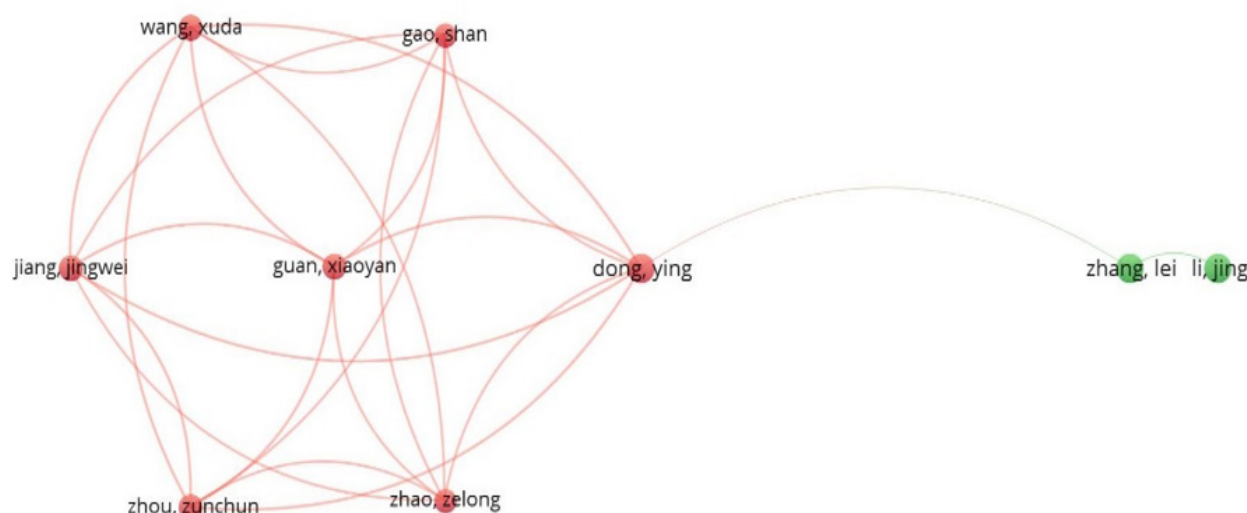 wang, xuda
gao, shan
jiang, jingwei
guan, xiaoyan
dong, ying
zhang, lei
li, jing
zhou, zunchun
zhao, zelong